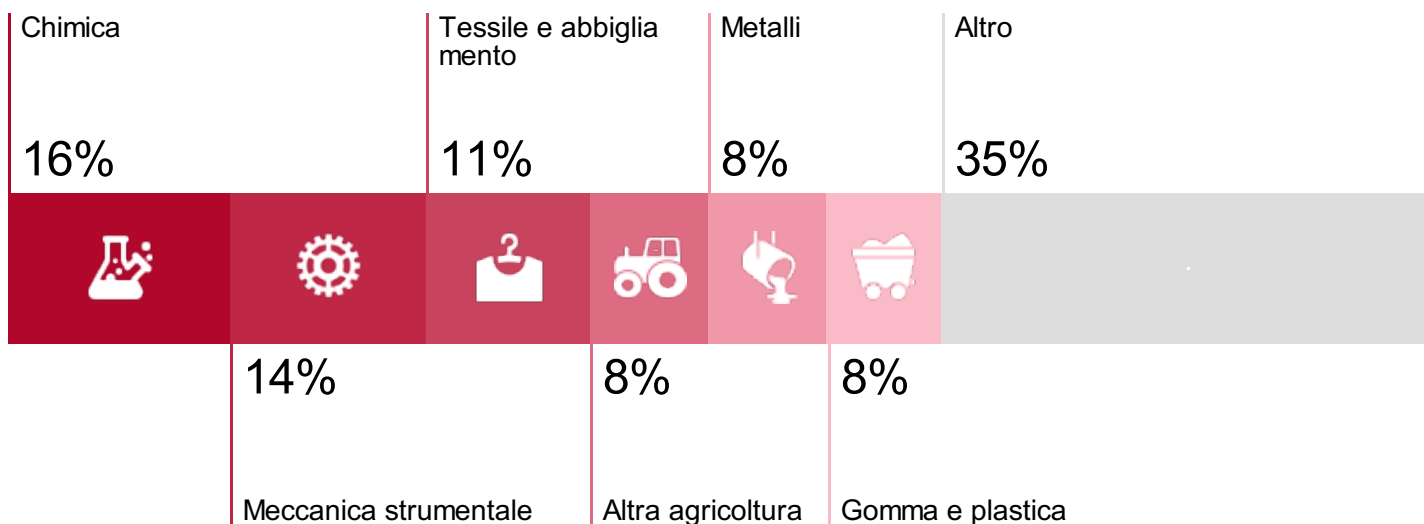 Chimica
Tessile e abbiglia
mento
Metalli
Altro
16%
11%
8%
35%
14%
8%
8%
Meccanica strumentale
Altra agricoltura
Gomma e plastica